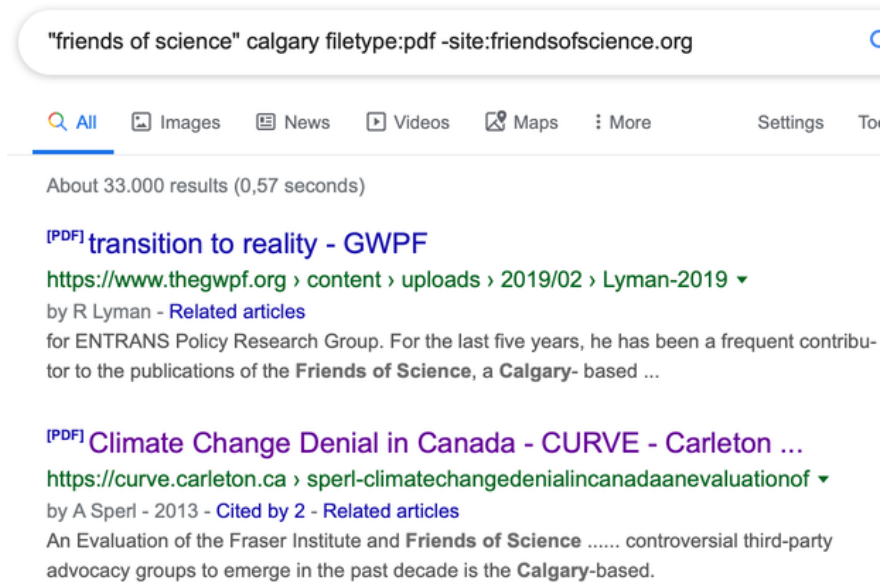 "friends of science" calgary filetype:pdf -site:friendsofscience.org
All Images News Videos Maps More Settings
About 33.000 results (0,57 seconds)
[PDF] transition to reality - GWPF
https://www.thegwpf.org › content › uploads › 2019/02 › Lyman-2019
by R Lyman - Related articles
for ENTRANS Policy Research Group. For the last five years, he has been a frequent contribu-
tor to the publications of the Friends of Science, a Calgary- based ...
[PDF] Climate Change Denial in Canada - CURVE - Carleton ...
https://curve.carleton.ca › sperl-climatechangedenialincanadaanevaluationof
by A Sperl - 2013 - Cited by 2 - Related articles
An Evaluation of the Fraser Institute and Friends of Science ...... controversial third-party
advocacy groups to emerge in the past decade is the Calgary-based.